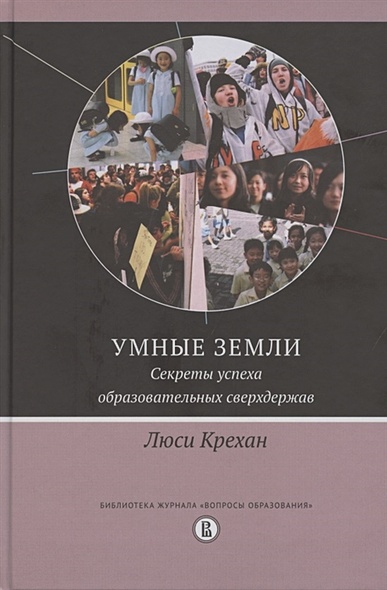 УМНЫЕ ЗЕМЛИ
Секреты успеха
образовательных сверхдержав
Люси Крехан
БИБЛИОТЕКА ЖУРНАЛА «ВОПРОСЫ ОБРАЗОВАНИЯ»